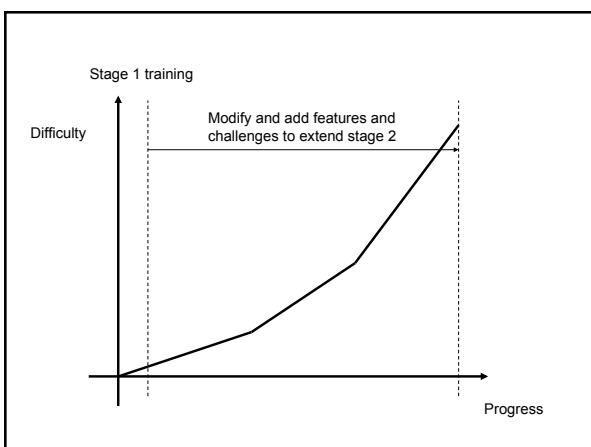 Stage 1 training
Modify and add features and
challenges to extend stage 2
Difficulty
Progress